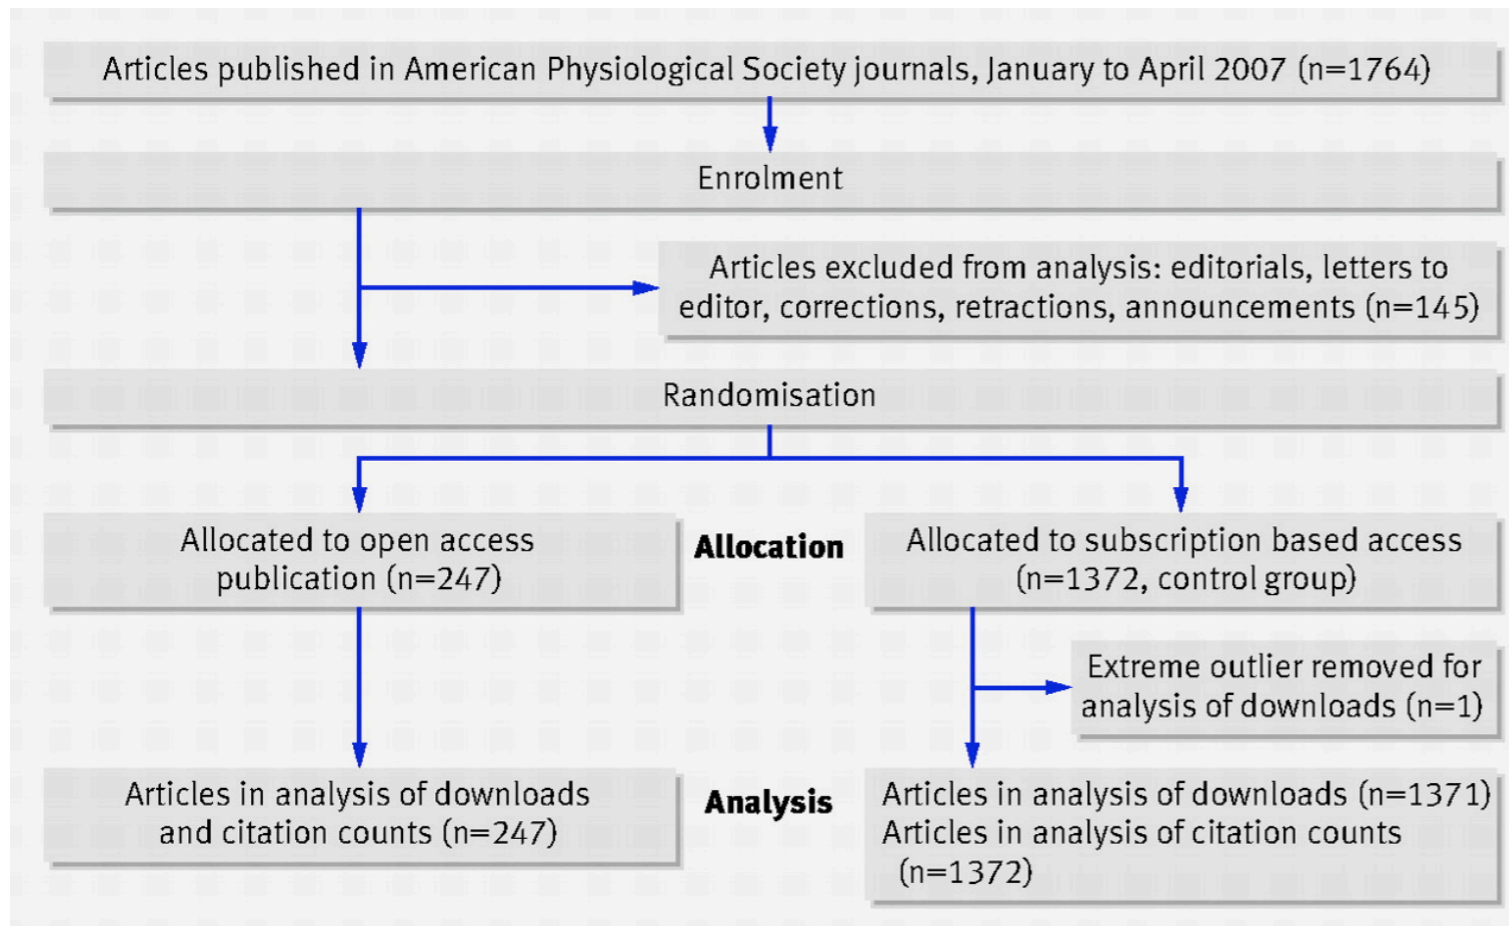 Articles published in American Physiological Society journals, January to April 2007 (n=1764)
Enrolment
Articles excluded from analysis: editorials, letters to
editor, corrections, retractions, announcements (n=145)
Randomisation
Allocated to open access
publication (n=247)
Allocation
Allocated to subscription based access
(n=1372, control group)
Extreme outlier removed for
analysis of downloads (n=1)
Articles in analysis of downloads
and citation counts (n=247)
Analysis
Articles in analysis of downloads (n=1371)
Articles in analysis of citation counts
(n=1372)